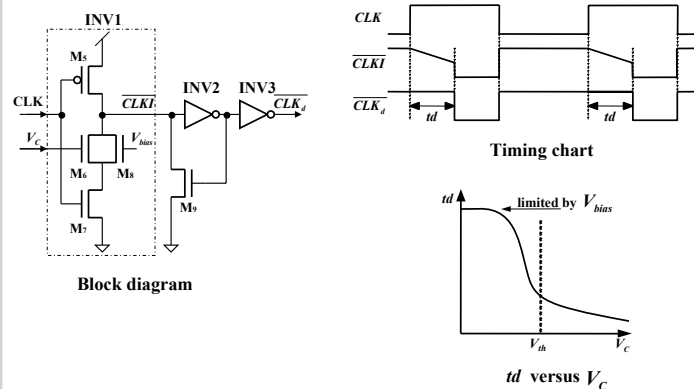 INV1
M5
CLK
CLKI
INV2
INV3
CLKd
VC
M6
M8
Vbias
M7
M9
Block diagram
CLK
CLKI
CLKd
td
td
Timing chart
td
limited by Vbias
Vth
VC
td versus VC